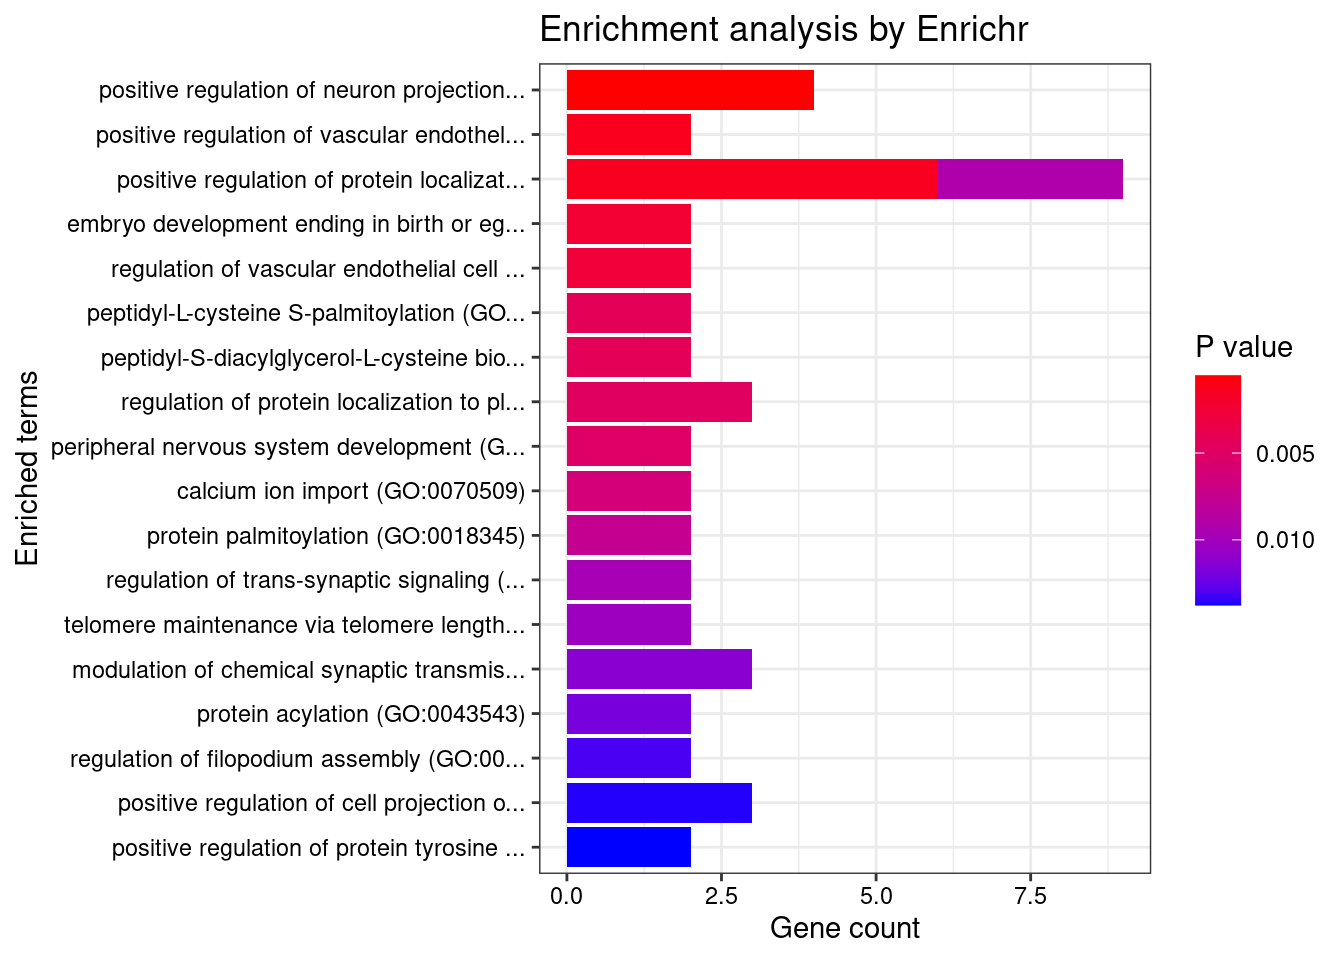 Enrichment analysis by Enrichr
positive regulation of neuron projection...
positive regulation of vascular endothel...
positive regulation of protein localizat...
embryo development ending in birth or eg...
regulation of vascular endothelial cell ...
peptidyl-L-cysteine S-palmitoylation (GO...
peptidyl-S-diacylglycerol-L-cysteine bio...
regulation of protein localization to pl...
peripheral nervous system development (G...
calcium ion import (GO:0070509)
protein palmitoylation (GO:0018345)
regulation of trans-synaptic signaling (...
telomere maintenance via telomere length...
modulation of chemical synaptic transmis...
protein acylation (GO:0043543)
regulation of filopodium assembly (GO:00...
positive regulation of cell projection o...
positive regulation of protein tyrosine ...
Enriched terms
0.0 2.5 5.0 7.5
Gene count
P value
0.005
0.010